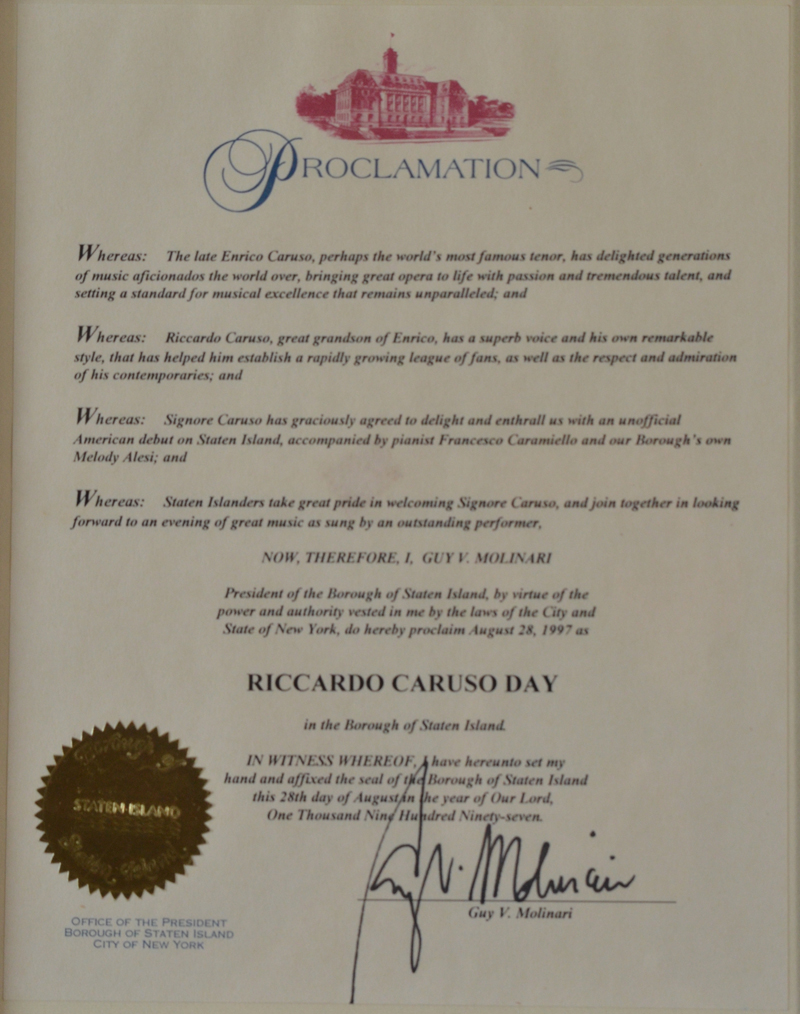 PROCLAMATION
Whereas: The late Enrico Caruso, perhaps the world's most famous tenor, has delighted generations
of music aficionados the world over, bringing great opera to life with passion and tremendous talent, and
setting a standard for musical excellence that remains unparalleled; and
Whereas: Riccardo Caruso, great grandson of Enrico, has a superb voice and his own remarkable
style, that has helped him establish a rapidly growing league of fans, as well as the respect and admiration
of his contemporaries; and
Whereas: Signore Caruso has graciously agreed to delight and enthrall us with an unofficial
American debut on Staten Island, accompanied by pianist Francesco Caramiello and our Borough's own
Melody Alesi; and
Whereas: Staten Islanders take great pride in welcoming Signore Caruso, and join together in looking
forward to an evening of great music as sung by an outstanding performer,
NOW, THEREFORE, I, GUY V. MOLINARI
President of the Borough of Staten Island, by virtue of the
power and authority vested in me by the laws of the City and
State of New York, do hereby proclaim August 28, 1997 as
RICCARDO CARUSO DAY
in the Borough of Staten Island.
IN WITNESS WHEREOF, I have hereunto set my
hand and affixed the seal of the Borough of Staten Island
this 28th day of August in the year of Our Lord,
One Thousand Nine Hundred Ninety-seven.
Guy V. Molinari
Guy V. Molinari
Borough
STATEN ISLAND
OFFICE OF THE PRESIDENT
BOROUGH OF STATEN ISLAND
CITY OF NEW YORK